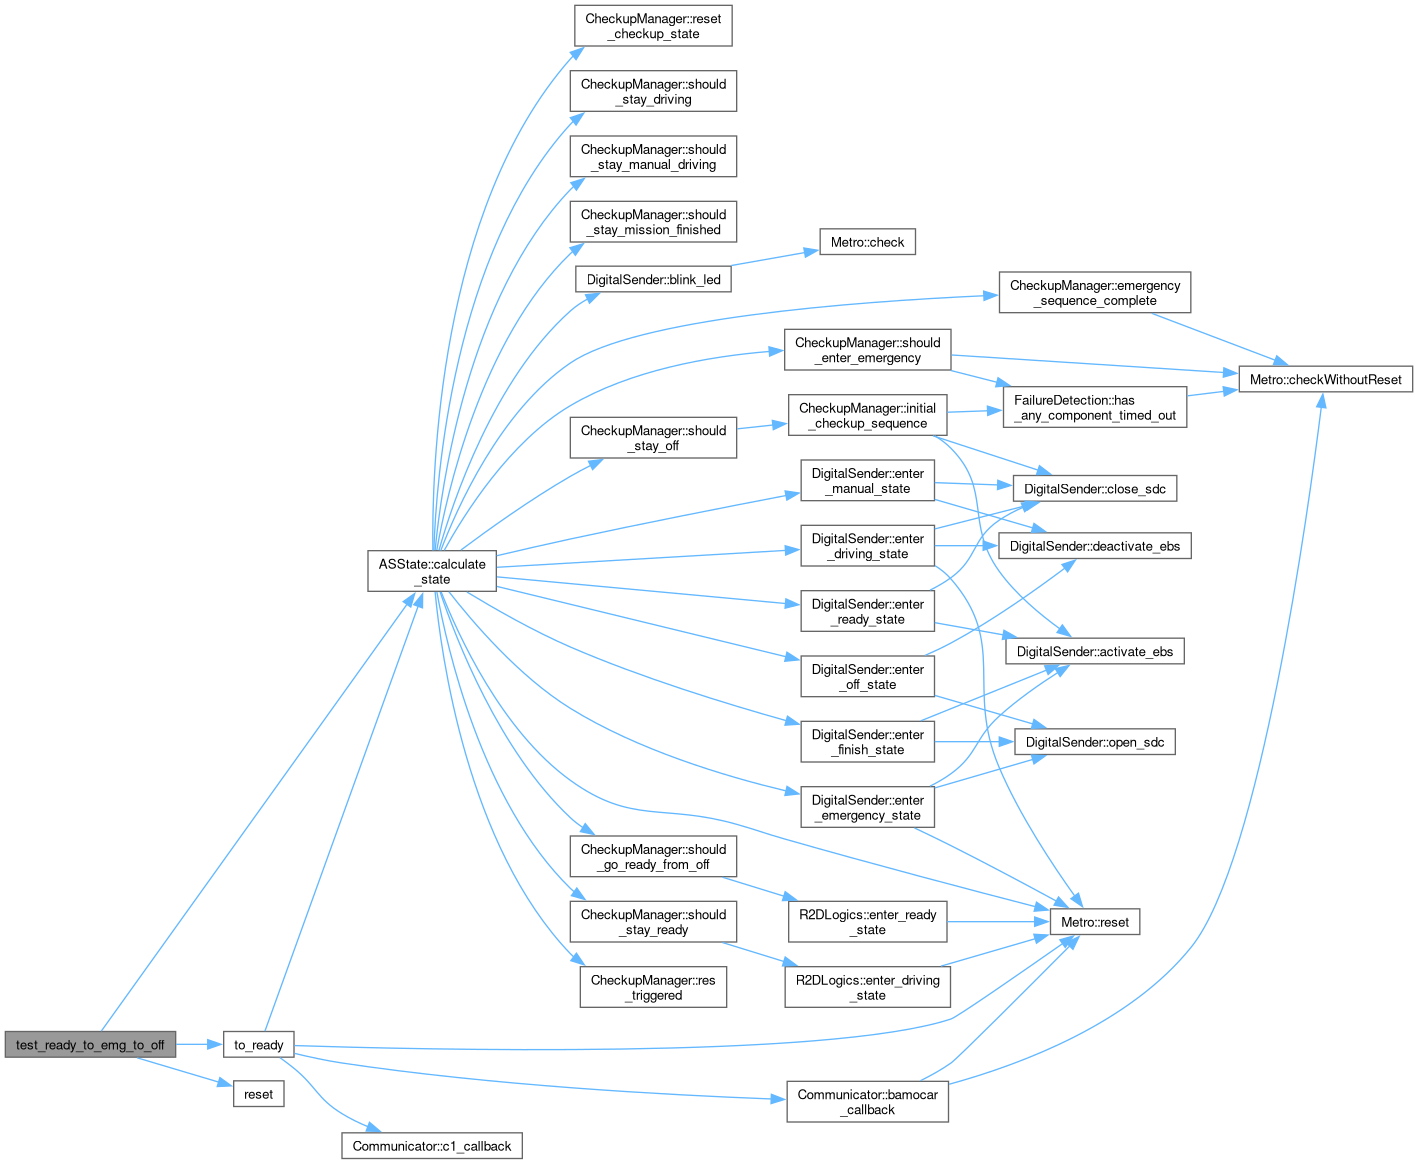 CheckupManager::reset
_checkup_state
CheckupManager::should
_stay_driving
CheckupManager::should
_stay_manual_driving
CheckupManager::should
_stay_mission_finished
Metro::check
DigitalSender::blink_led
CheckupManager::emergency
_sequence_complete
CheckupManager::should
_enter_emergency
Metro::checkWithoutReset
FailureDetection::has
_any_component_timed_out
CheckupManager::initial
_checkup_sequence
CheckupManager::should
_stay_off
DigitalSender::enter
_manual_state
DigitalSender::close_sdc
DigitalSender::enter
_driving_state
DigitalSender::deactivate_ebs
ASState::calculate
_state
DigitalSender::enter
_ready_state
DigitalSender::activate_ebs
DigitalSender::enter
_off_state
DigitalSender::enter
_finish_state
DigitalSender::open_sdc
DigitalSender::enter
_emergency_state
CheckupManager::should
_go_ready_from_off
R2DLogics::enter_ready
_state
Metro::reset
CheckupManager::should
_stay_ready
R2DLogics::enter_driving
_state
CheckupManager::res
_triggered
test_ready_to_emg_to_off
to_ready
reset
Communicator::bamocar
_callback
Communicator::c1_callback